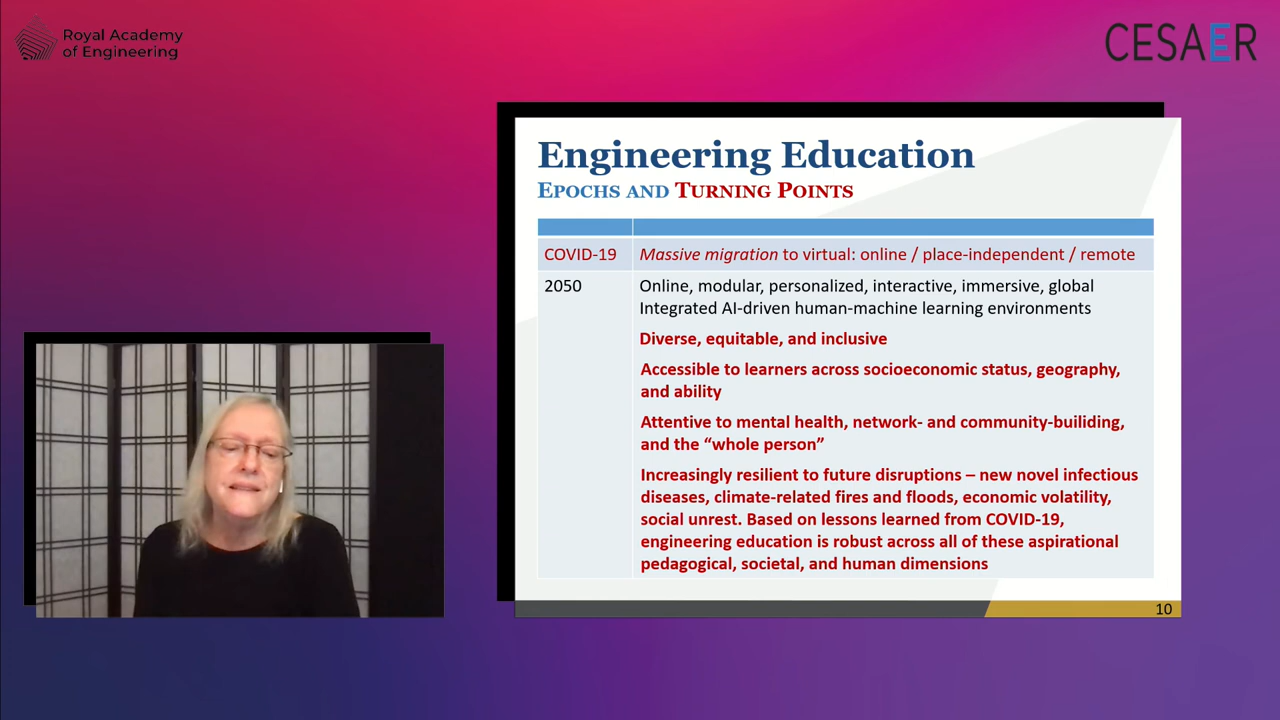 Royal Academy
of Engineering
CESAER
Engineering Education
EPOCHS AND TURNING POINTS
COVID-19
Massive migration to virtual: online / place-independent / remote
2050
Online, modular, personalized, interactive, immersive, global
Integrated AI-driven human-machine learning environments
Diverse, equitable, and inclusive
Accessible to learners across socioeconomic status, geography,
and ability
Attentive to mental health, network- and community-building,
and the “whole person”
Increasingly resilient to future disruptions – new novel infectious
diseases, climate-related fires and floods, economic volatility,
social unrest. Based on lessons learned from COVID-19,
engineering education is robust across all of these aspirational
pedagogical, societal, and human dimensions
10